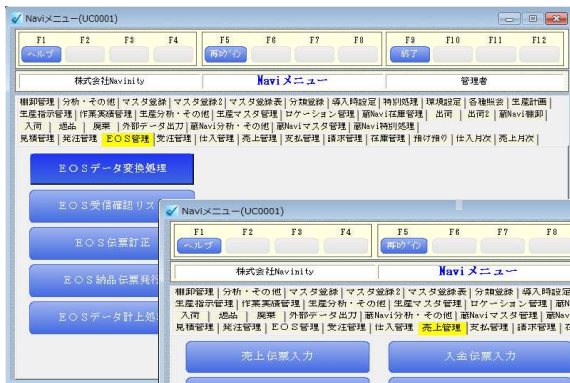 Naviメニュー(UC0001)
F1 F2 F3 F4 F5 F6 F7 F8 F9 F10 F11 F12
ヘルプ 再ログイン 終了
株式会社Navinity Naviメニュー 管理者
棚卸管理 分析・その他 マスタ登録 マスタ登録2 マスタ登録表 分類登録 導入時設定 特別処理 環境設定 各種照会 生産計画
生産指示管理 作業実績管理 生産分析・その他 生産マスタ管理 ロケーション管理 蔵Navi在庫管理 出荷 出荷2 蔵Navi棚卸
入荷 返品 廃棄 外部データ出力 蔵Navi分析・その他 蔵Naviマスタ管理 蔵Navi特別処理
見積管理 発注管理 EOS管理 受注管理 仕入管理 売上管理 支払管理 請求管理 在庫管理 預け預り 仕入月次 売上月次
EOSデータ変換処理
EOS受信確認リス
EOS伝票訂正
EOS納品伝票発行
EOSデータ計上処
Naviメニュー(UC0001)
F1 F2 F3 F4 F5 F6 F7 F8
ヘルプ 再ログイン
株式会社Navinity Naviメニュー
棚卸管理 分析・その他 マスタ登録 マスタ登録2 マスタ登録表 分類登録 導入時設定
生産指示管理 作業実績管理 生産分析・その他 生産マスタ管理 ロケーション管理 蔵N
入荷 返品 廃棄 外部データ出力 蔵Navi分析・その他 蔵Naviマスタ管理 蔵Nav
見積管理 発注管理 EOS管理 受注管理 仕入管理 売上管理 支払管理 請求管理 在
売上伝票入力 入金伝票入力